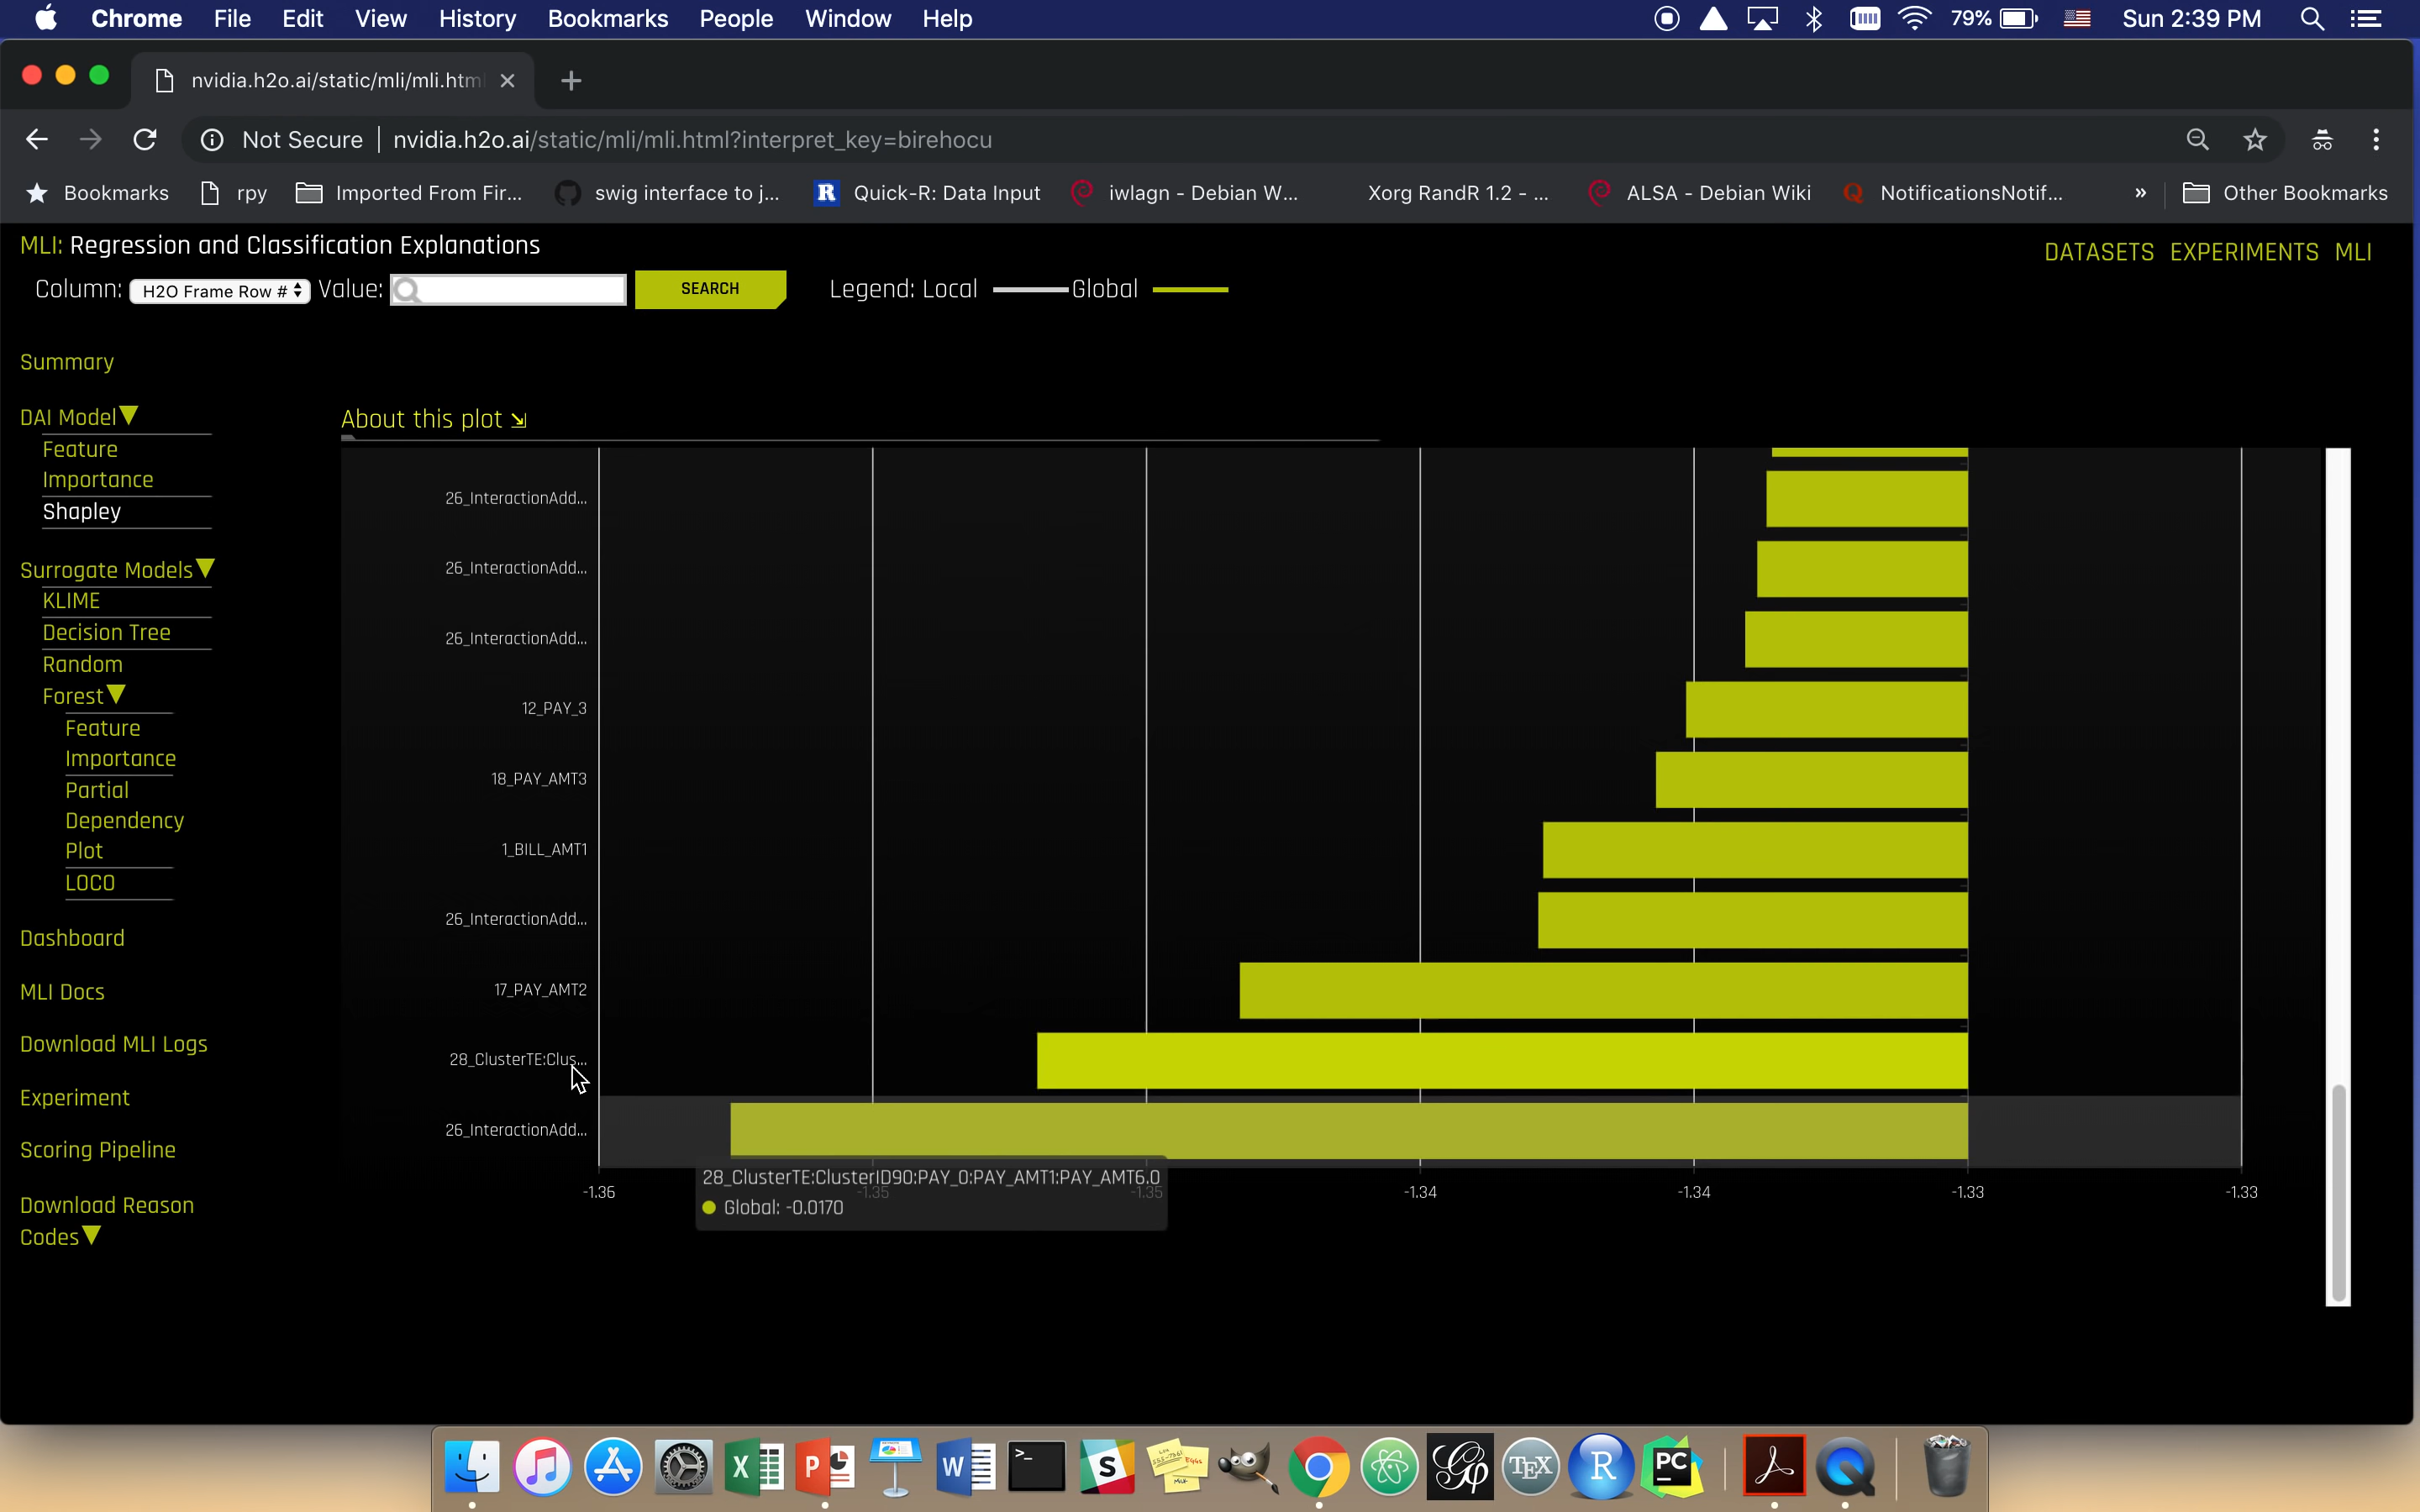 Chrome File Edit View History Bookmarks People Window Help 79% Sun 2:39 PM
nvidia.h2o.ai/static/mli/mli.html
Not Secure nvidia.h2o.ai/static/mli/mli.html?interpret_key=birehocu
Bookmarks rpy Imported From Fir... swig interface to j... R Quick-R: Data Input iwlagn - Debian W... Xorg RandR 1.2 - ... ALSA - Debian Wiki NotificationsNotif... » Other Bookmarks
MLI: Regression and Classification Explanations
DATASETS EXPERIMENTS MLI
Column: H2O Frame Row # Value: SEARCH Legend: Local Global
Summary
DAI Model
Feature
Importance
Shapley
Surrogate Models
KLIME
Decision Tree
Random
Forest
Feature
Importance
Partial
Dependency
Plot
LOCO
Dashboard
MLI Docs
Download MLI Logs
Experiment
Scoring Pipeline
Download Reason
Codes
About this plot
26_InteractionAdd...
26_InteractionAdd...
26_InteractionAdd...
12_PAY_3
18_PAY_AMT3
1_BILL_AMT1
26_InteractionAdd...
17_PAY_AMT2
28_ClusterTE:Clus...
26_InteractionAdd...
-1.36 -1.35 -1.35 -1.34 -1.34 -1.33 -1.33
28_ClusterTE:ClusterID90:PAY_0:PAY_AMT1:PAY_AMT6.0
Global: -0.0170
X P W >_ S TEX R PC